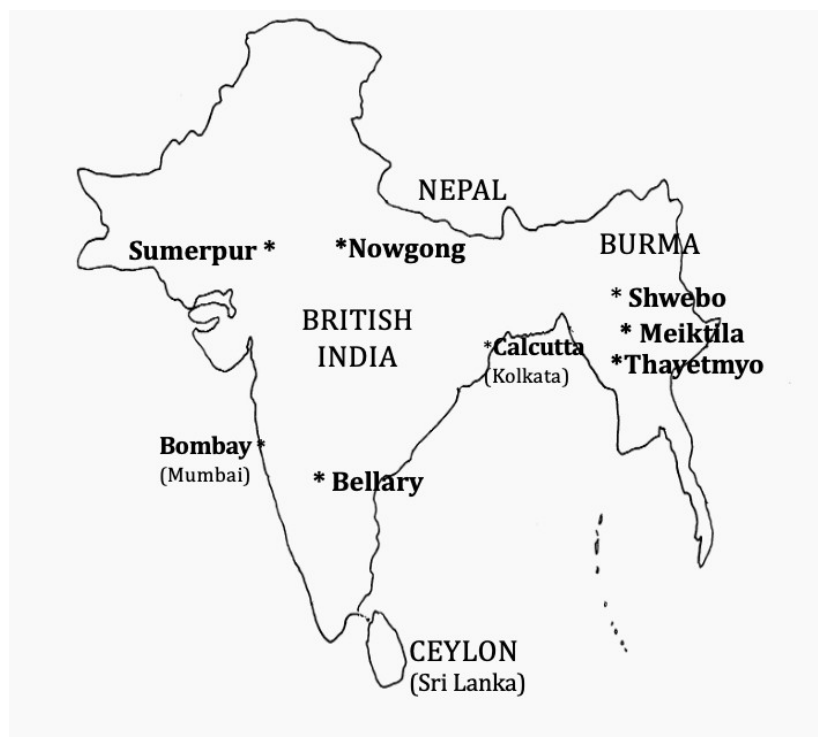 NEPAL
Sumerpur *
*Nowgong
BURMA
* Shwebo
BRITISH
INDIA
* Meiktila
*Calcutta
(Kolkata)
*Thayetmyo
Bombay *
(Mumbai)
* Bellary
CEYLON
(Sri Lanka)